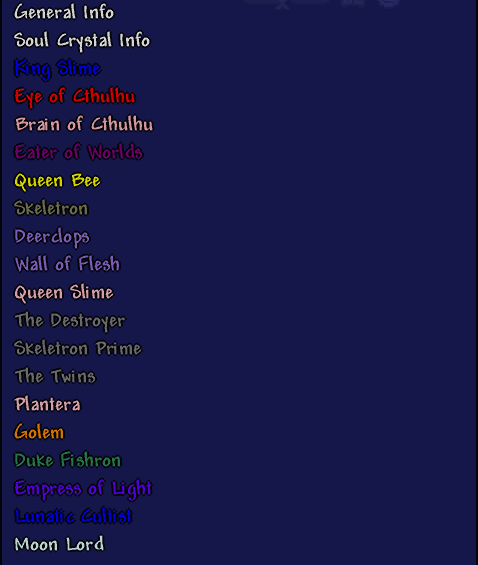 General Info
Soul Crystal Info
King Slime
Eye of Cthulhu
Brain of Cthulhu
Eater of Worlds
Queen Bee
Skeletron
Deerclops
Wall of Flesh
Queen Slime
The Destroyer
Skeletron Prime
The Twins
Plantera
Golem
Duke Fishron
Empress of Light
Lunatic Cultist
Moon Lord